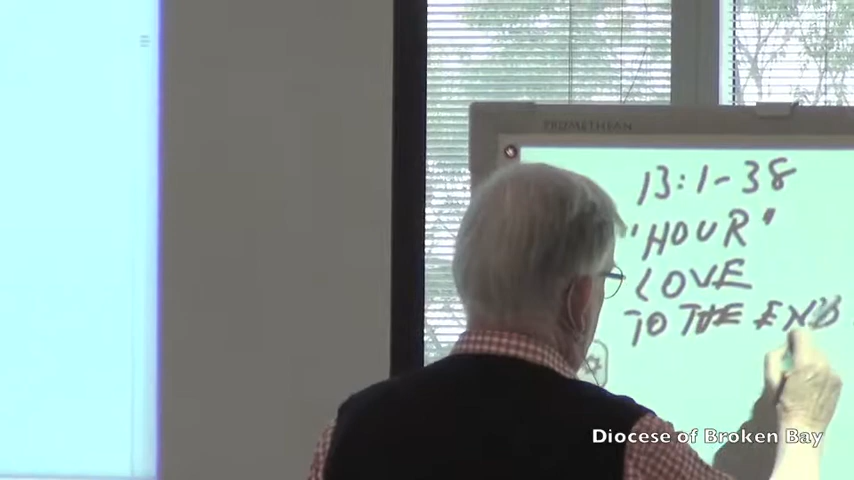 PROMETHEAN
13:1-38
"HOUR"
LOVE
TO THE END
Diocese of Broken Bay